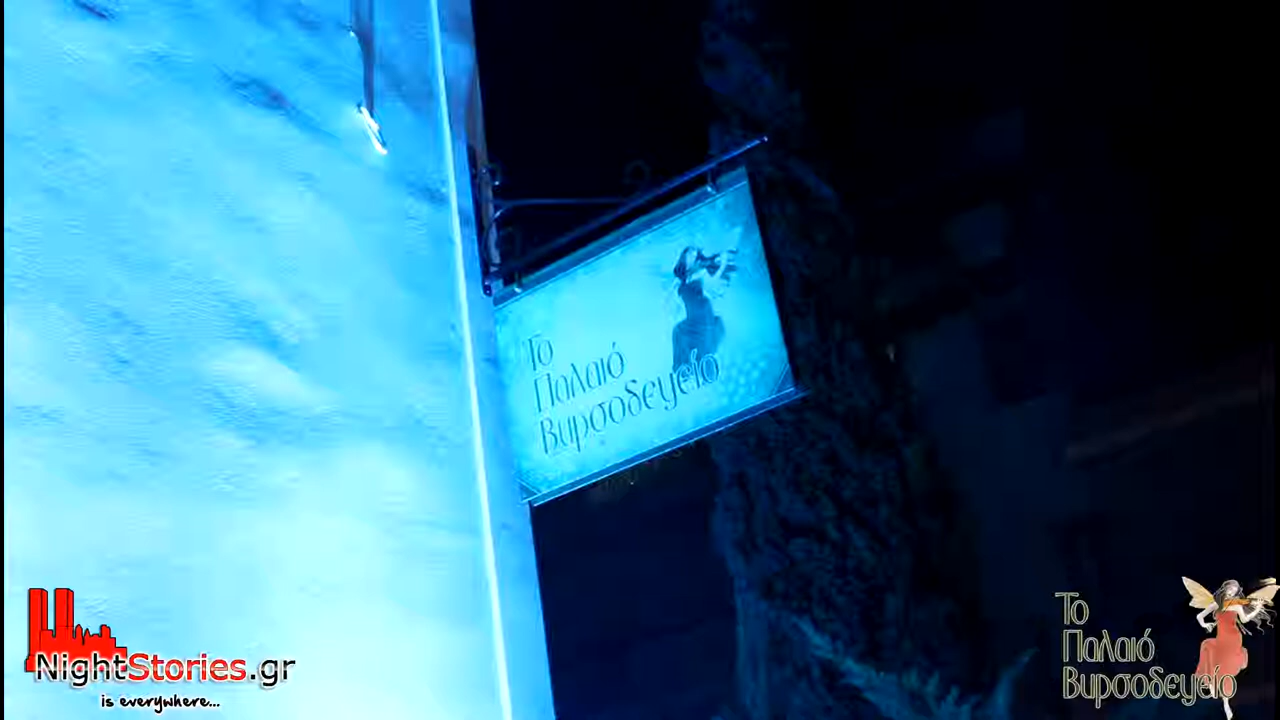 Το
Παλαιό
Βυρσοδεψείο
NightStories.gr
is everywhere...
Το
Παλαιό
Βυρσοδεψείο